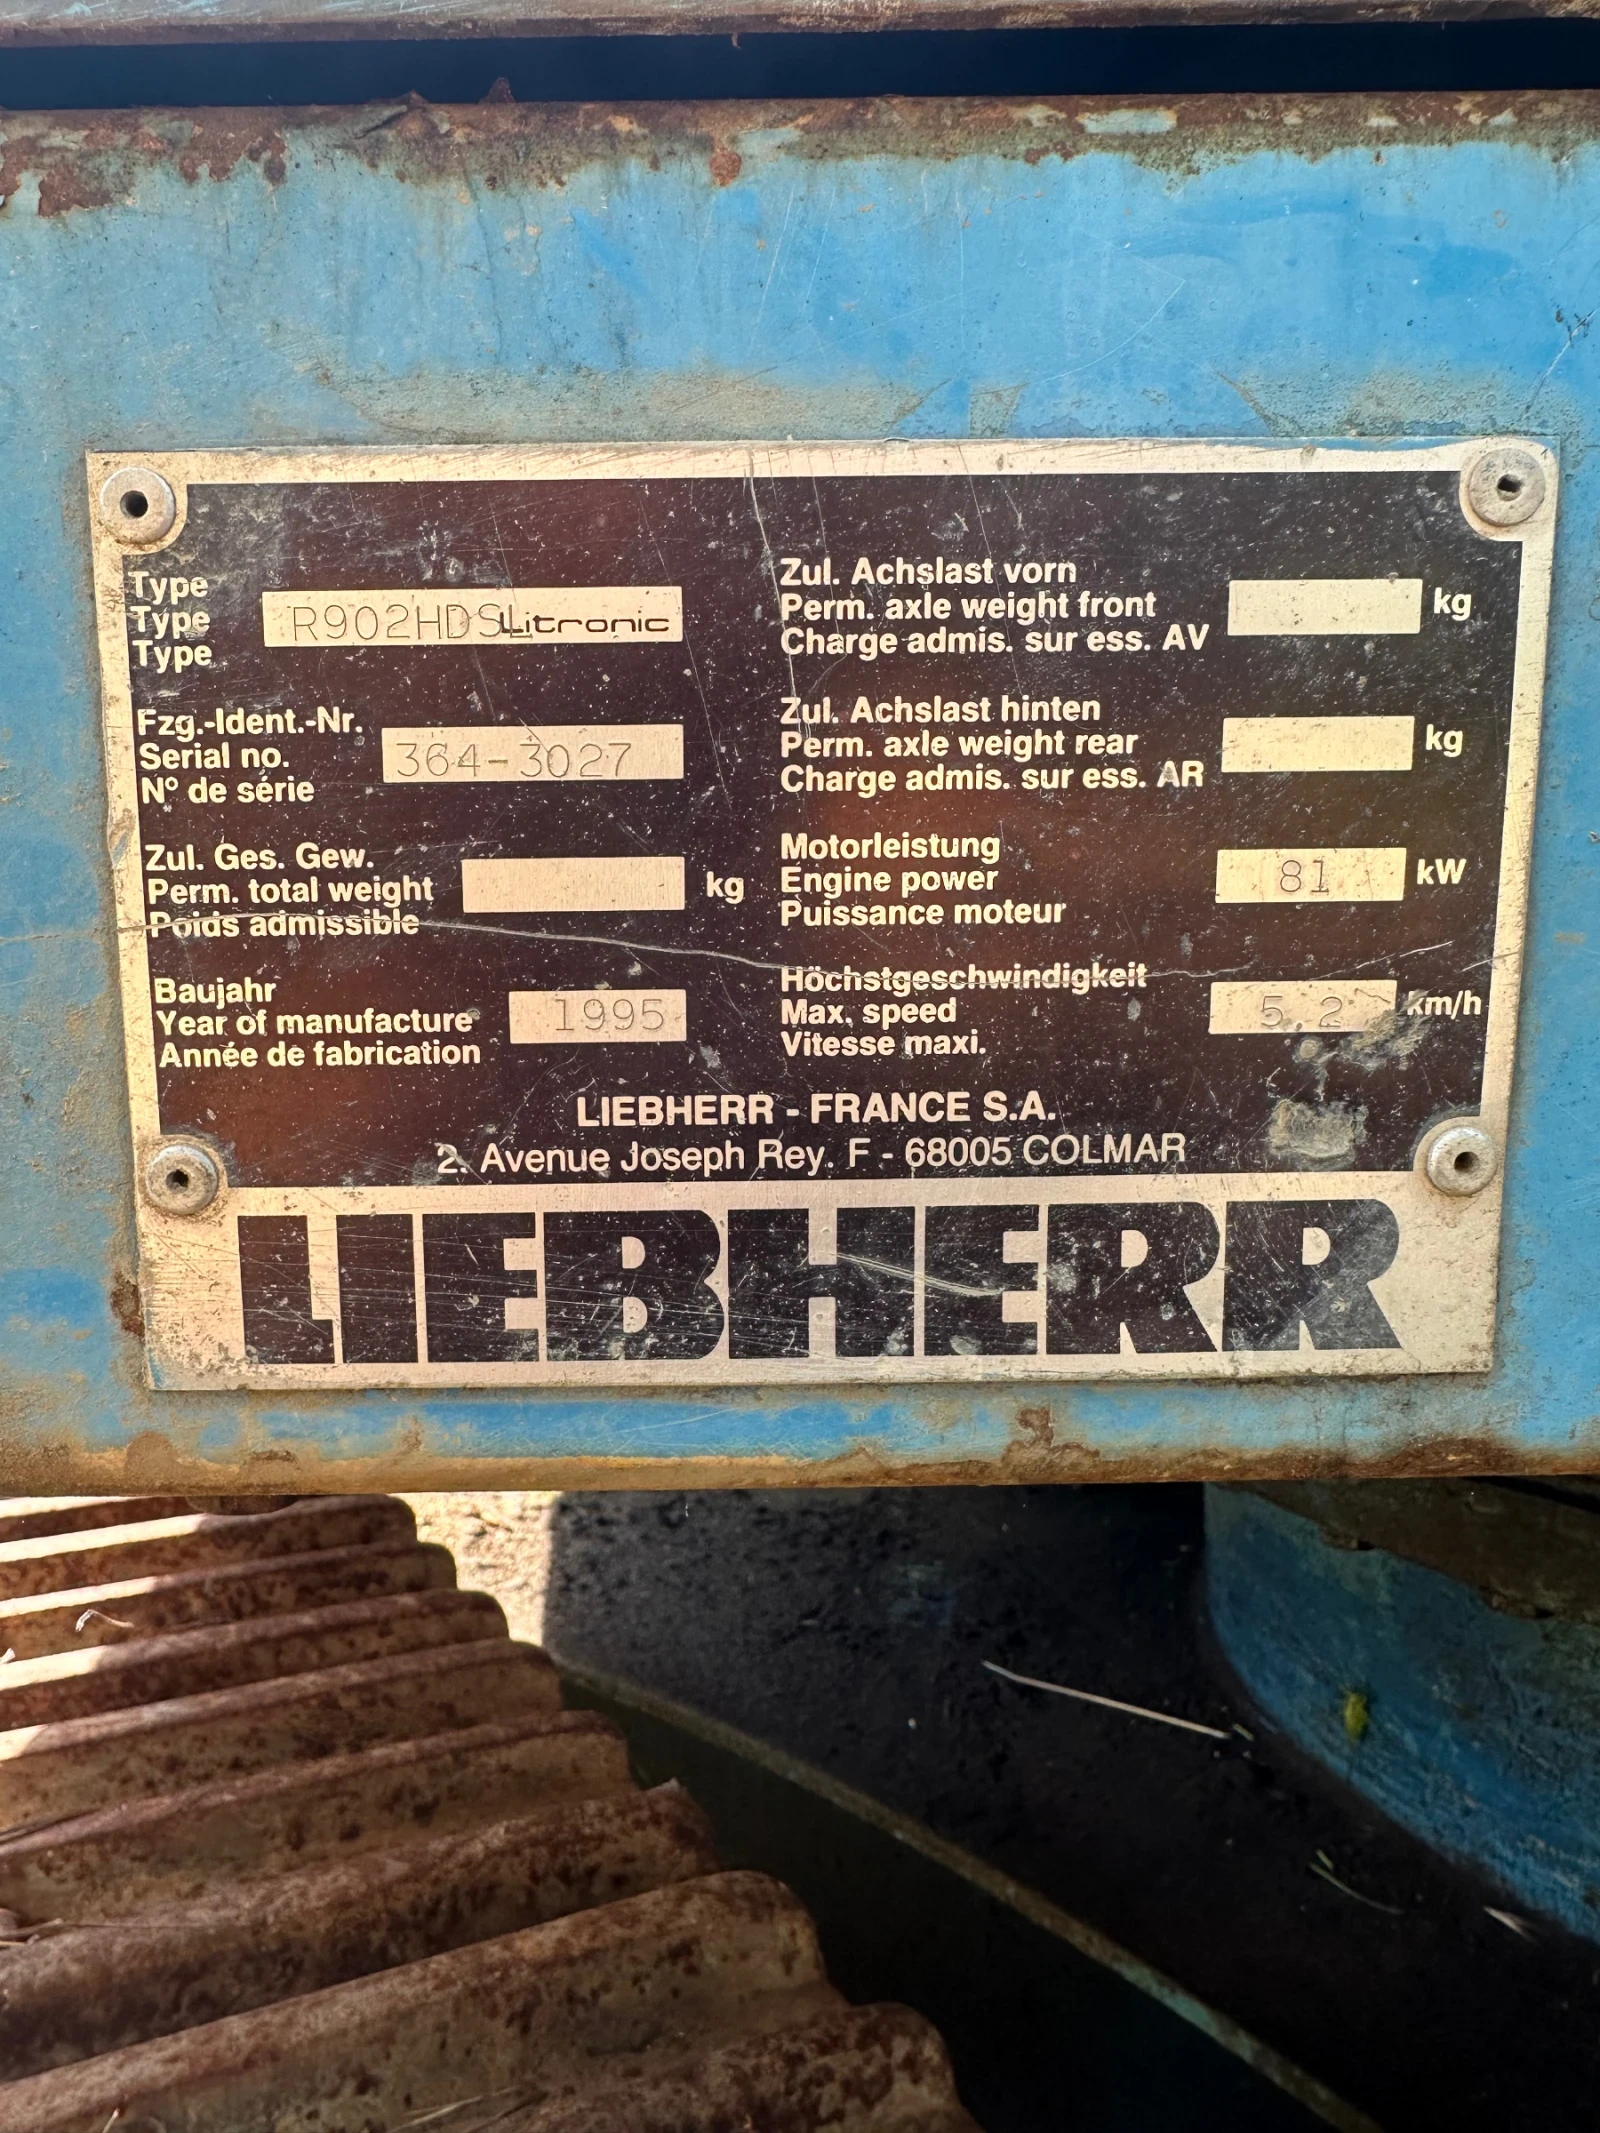 Type
Type
Type
R902HDSL Litronic
Fzg.-Ident.-Nr.
Serial no.
N° de série
364-3027
Zul. Ges. Gew.
Perm. total weight
Poids admissible
kg
Baujahr
Year of manufacture
Année de fabrication
1995
Zul. Achslast vorn
Perm. axle weight front
Charge admis. sur ess. AV
kg
Zul. Achslast hinten
Perm. axle weight rear
Charge admis. sur ess. AR
kg
Motorleistung
Engine power
Puissance moteur
81 kW
Höchstgeschwindigkeit
Max. speed
Vitesse maxi.
5,2 km/h
LIEBHERR - FRANCE S.A.
2. Avenue Joseph Rey. F - 68005 COLMAR
LIEBHERR